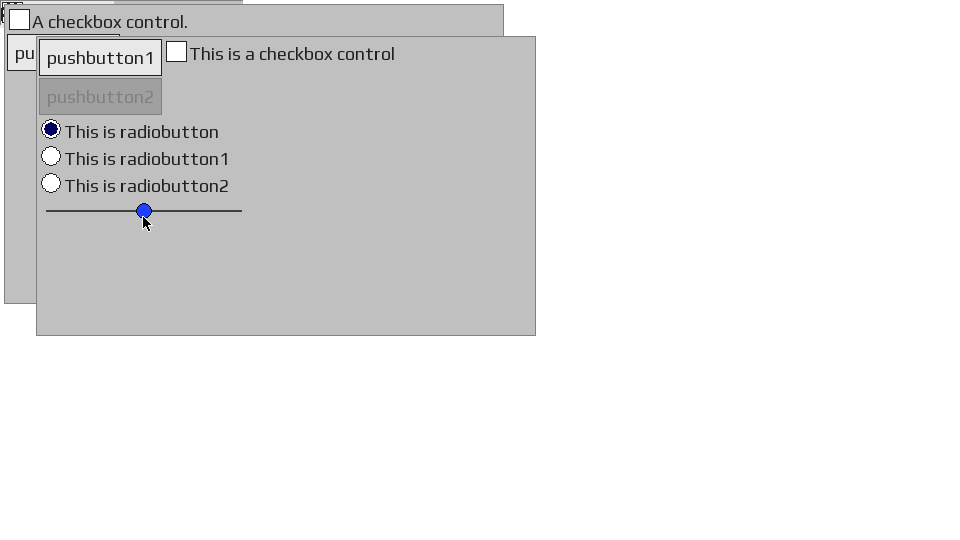 A checkbox control.
pu
pushbutton1
This is a checkbox control
pushbutton2
This is radiobutton
This is radiobutton1
This is radiobutton2